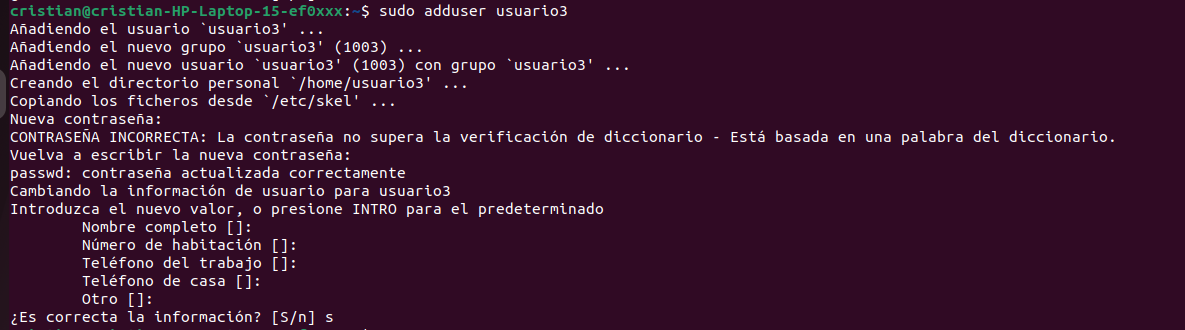 cristian@cristian-HP-Laptop-15-ef0xxx:~$ sudo adduser usuario3
Añadiendo el usuario `usuario3' ...
Añadiendo el nuevo grupo `usuario3' (1003) ...
Añadiendo el nuevo usuario `usuario3' (1003) con grupo `usuario3' ...
Creando el directorio personal `/home/usuario3' ...
Copiando los ficheros desde `/etc/skel' ...
Nueva contraseña:
CONTRASEÑA INCORRECTA: La contraseña no supera la verificación de diccionario - Está basada en una palabra del diccionario.
Vuelva a escribir la nueva contraseña:
passwd: contraseña actualizada correctamente
Cambiando la información de usuario para usuario3
Introduzca el nuevo valor, o presione INTRO para el predeterminado
Nombre completo []:
Número de habitación []:
Teléfono del trabajo []:
Teléfono de casa []:
Otro []:
¿Es correcta la información? [S/n] s